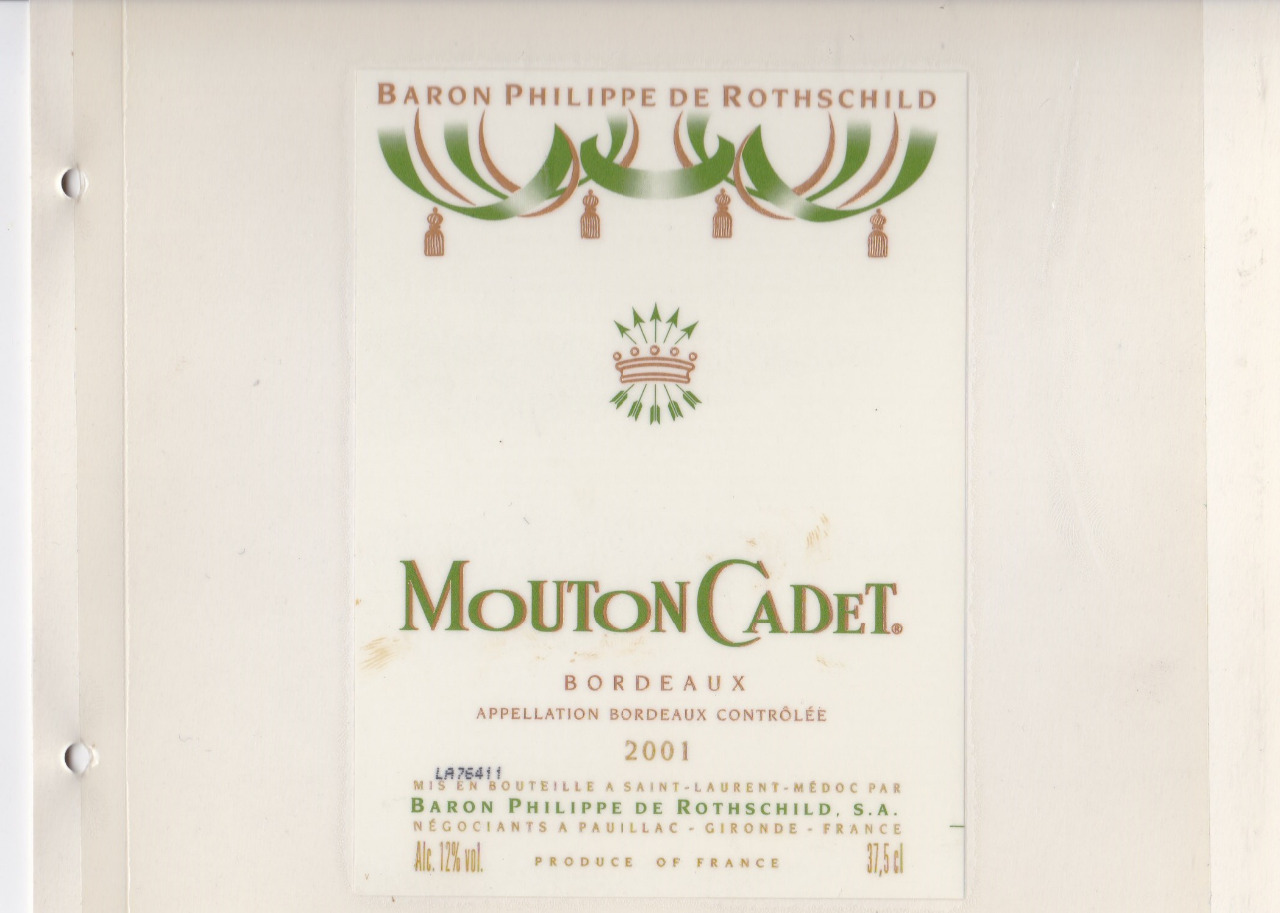 BARON PHILIPPE DE ROTHSCHILD
MOUTON CADET®
BORDEAUX
APPELLATION BORDEAUX CONTRÔLÉE
2001
LA76411
MIS EN BOUTEILLE A SAINT-LAURENT-MÉDOC PAR
BARON PHILIPPE DE ROTHSCHILD, S.A.
NÉGOCIANTS A PAUILLAC - GIRONDE - FRANCE
Alc. 12% vol. PRODUCE OF FRANCE 37,5 cl